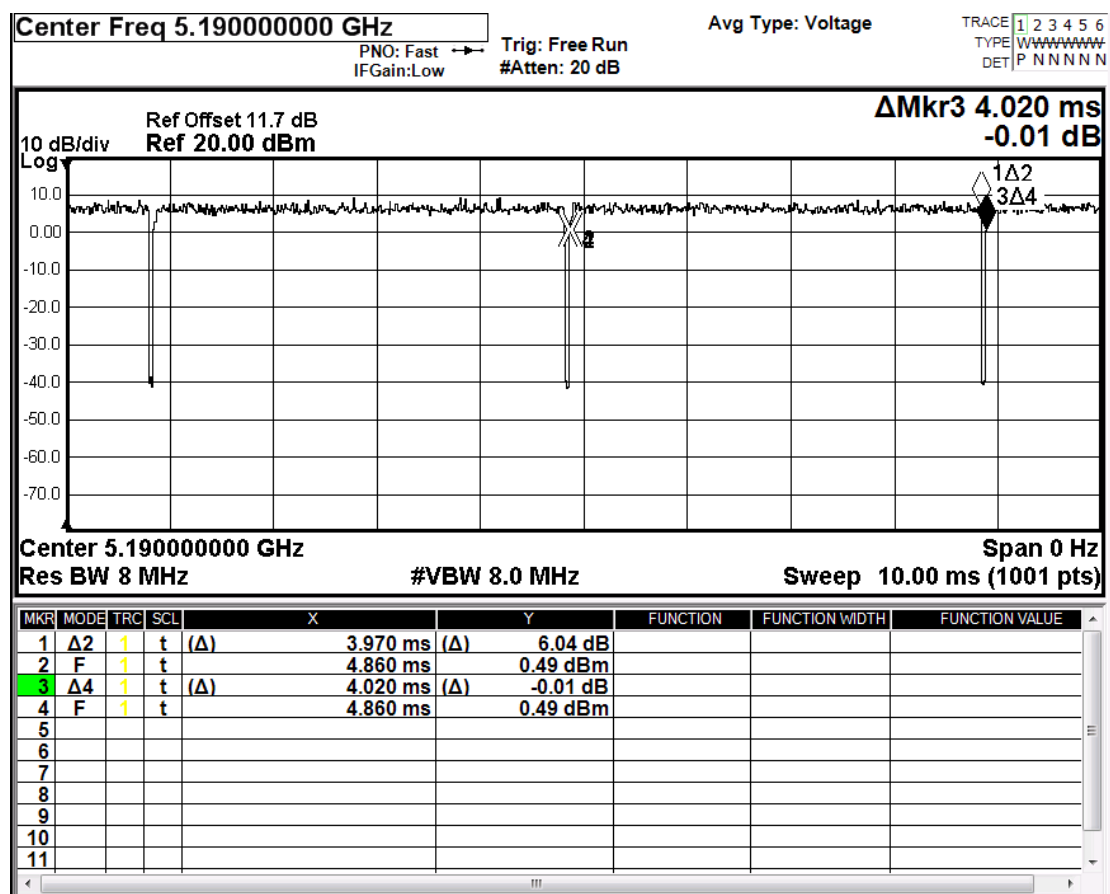 Center Freq 5.190000000 GHz
PNO: Fast
IFGain:Low
Trig: Free Run
#Atten: 20 dB
Avg Type: Voltage
TRACE 1 2 3 4 5 6
TYPE WWWWWW
DET P N N N N N
ΔMkr3 4.020 ms
-0.01 dB
Ref Offset 11.7 dB
10 dB/div Ref 20.00 dBm
Log
1Δ2
3Δ4
10.0
0.00
-10.0
-20.0
-30.0
-40.0
-50.0
-60.0
-70.0
Center 5.190000000 GHz Span 0 Hz
Res BW 8 MHz #VBW 8.0 MHz Sweep 10.00 ms (1001 pts)
MKR MODE TRC SCL X Y FUNCTION FUNCTION WIDTH FUNCTION VALUE
1 Δ2 1 t (Δ) 3.970 ms (Δ) 6.04 dB
2 F 1 t 4.860 ms 0.49 dBm
3 Δ4 1 t (Δ) 4.020 ms (Δ) -0.01 dB
4 F 1 t 4.860 ms 0.49 dBm
5
6
7
8
9
10
11